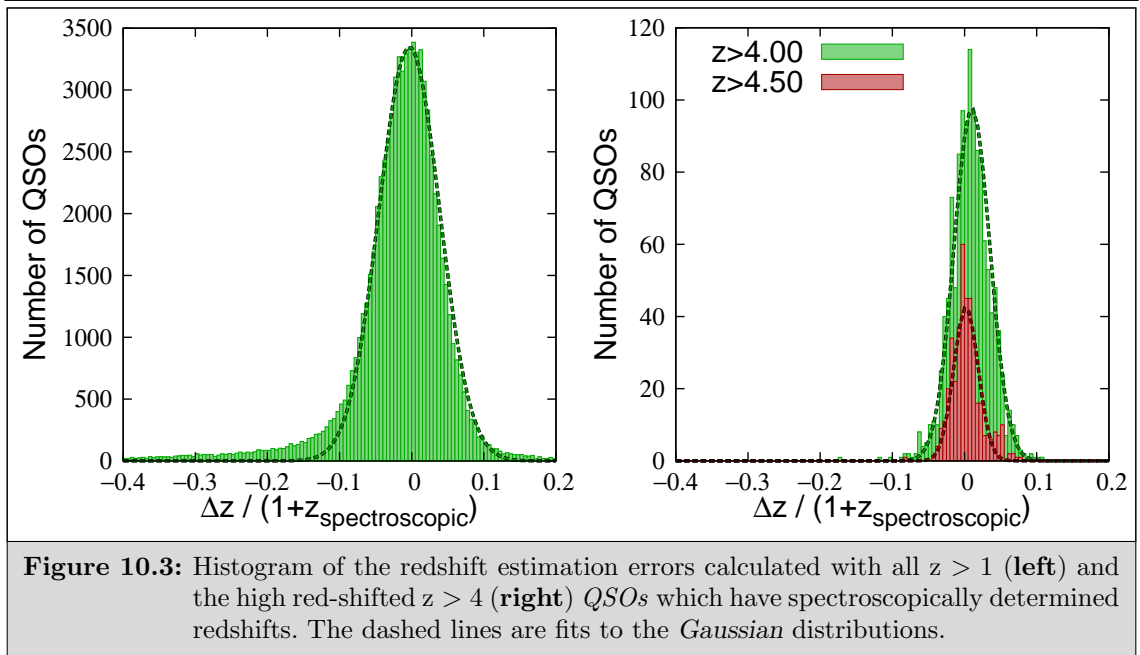 3500
3000
2500
2000
1500
1000
500
0
Number of QSOs
−0.4 −0.3 −0.2 −0.1 0 0.1 0.2
Δz / (1+z_spectroscopic)
120
100
80
60
40
20
0
Number of QSOs
z>4.00
z>4.50
−0.4 −0.3 −0.2 −0.1 0 0.1 0.2
Δz / (1+z_spectroscopic)
Figure 10.3: Histogram of the redshift estimation errors calculated with all z > 1 (left) and
the high red-shifted z > 4 (right) QSOs which have spectroscopically determined
redshifts. The dashed lines are fits to the Gaussian distributions.